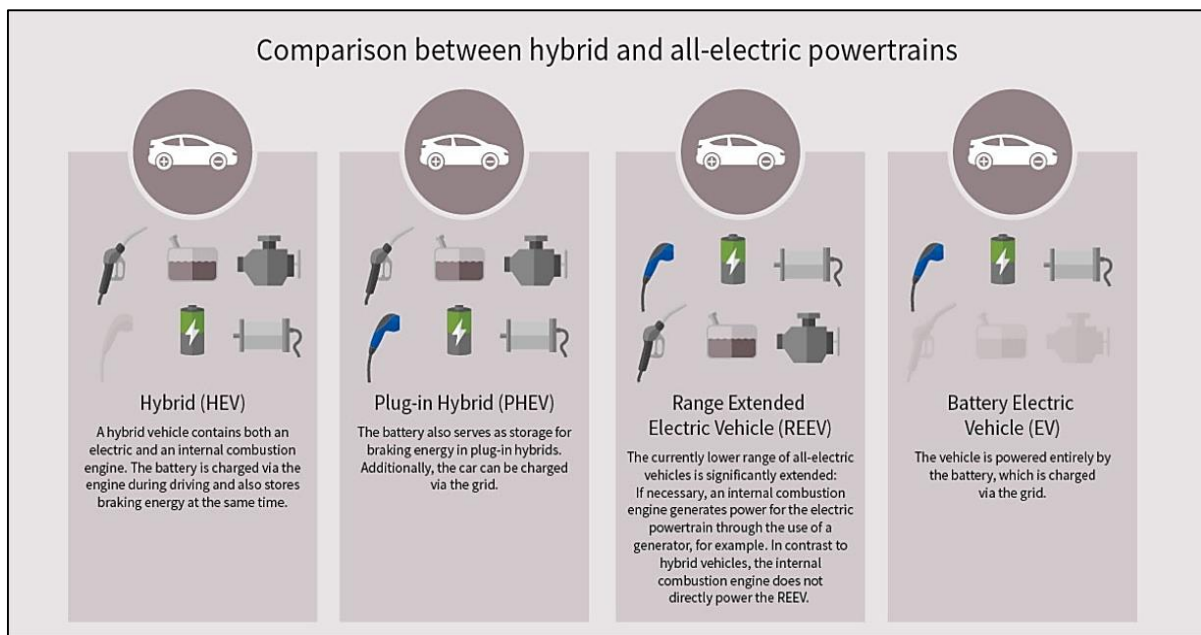 Comparison between hybrid and all-electric powertrains
Hybrid (HEV)
A hybrid vehicle contains both an
electric and an internal combustion
engine. The battery is charged via the
engine during driving and also stores
braking energy at the same time.
Plug-in Hybrid (PHEV)
The battery also serves as storage for
braking energy in plug-in hybrids.
Additionally, the car can be charged
via the grid.
Range Extended
Electric Vehicle (REEV)
The currently lower range of all-electric
vehicles is significantly extended:
If necessary, an internal combustion
engine generates power for the electric
powertrain through the use of a
generator, for example. In contrast to
hybrid vehicles, the internal
combustion engine does not
directly power the REEV.
Battery Electric
Vehicle (EV)
The vehicle is powered entirely by
the battery, which is charged
via the grid.